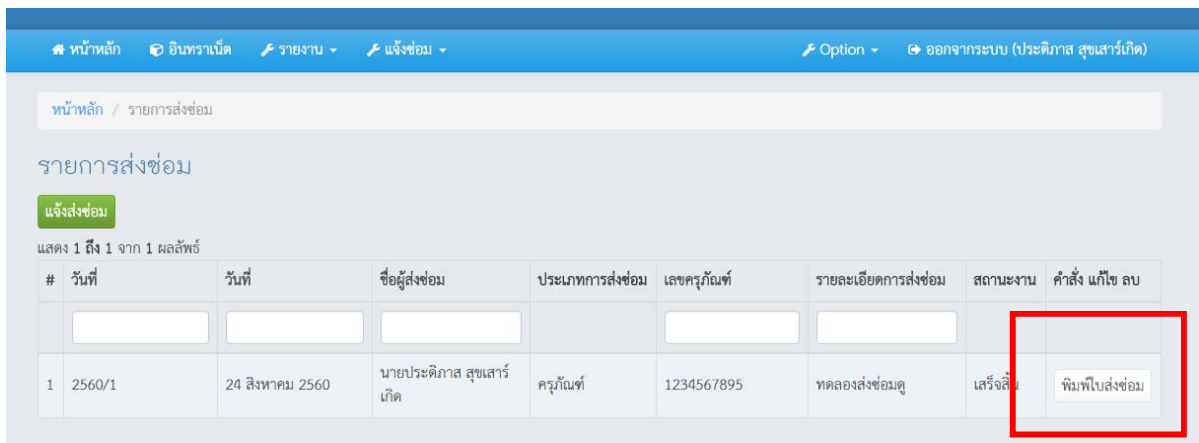 หน้าหลัก อินทราเน็ต รายงาน แจ้งซ่อม Option ออกจากระบบ (ประดิภาส สุขเสาร์เกิด)
หน้าหลัก / รายการส่งซ่อม
รายการส่งซ่อม
แจ้งส่งซ่อม
แสดง 1 ถึง 1 จาก 1 ผลลัพธ์
# วันที่ วันที่ ชื่อผู้ส่งซ่อม ประเภทการส่งซ่อม เลขครุภัณฑ์ รายละเอียดการส่งซ่อม สถานะงาน คำสั่ง แก้ไข ลบ
1 2560/1 24 สิงหาคม 2560 นายประดิภาส สุขเสาร์ ครุภัณฑ์ 1234567895 ทดลองส่งซ่อมดู เสร็จสิ้น พิมพ์ใบส่งซ่อม
เกิด